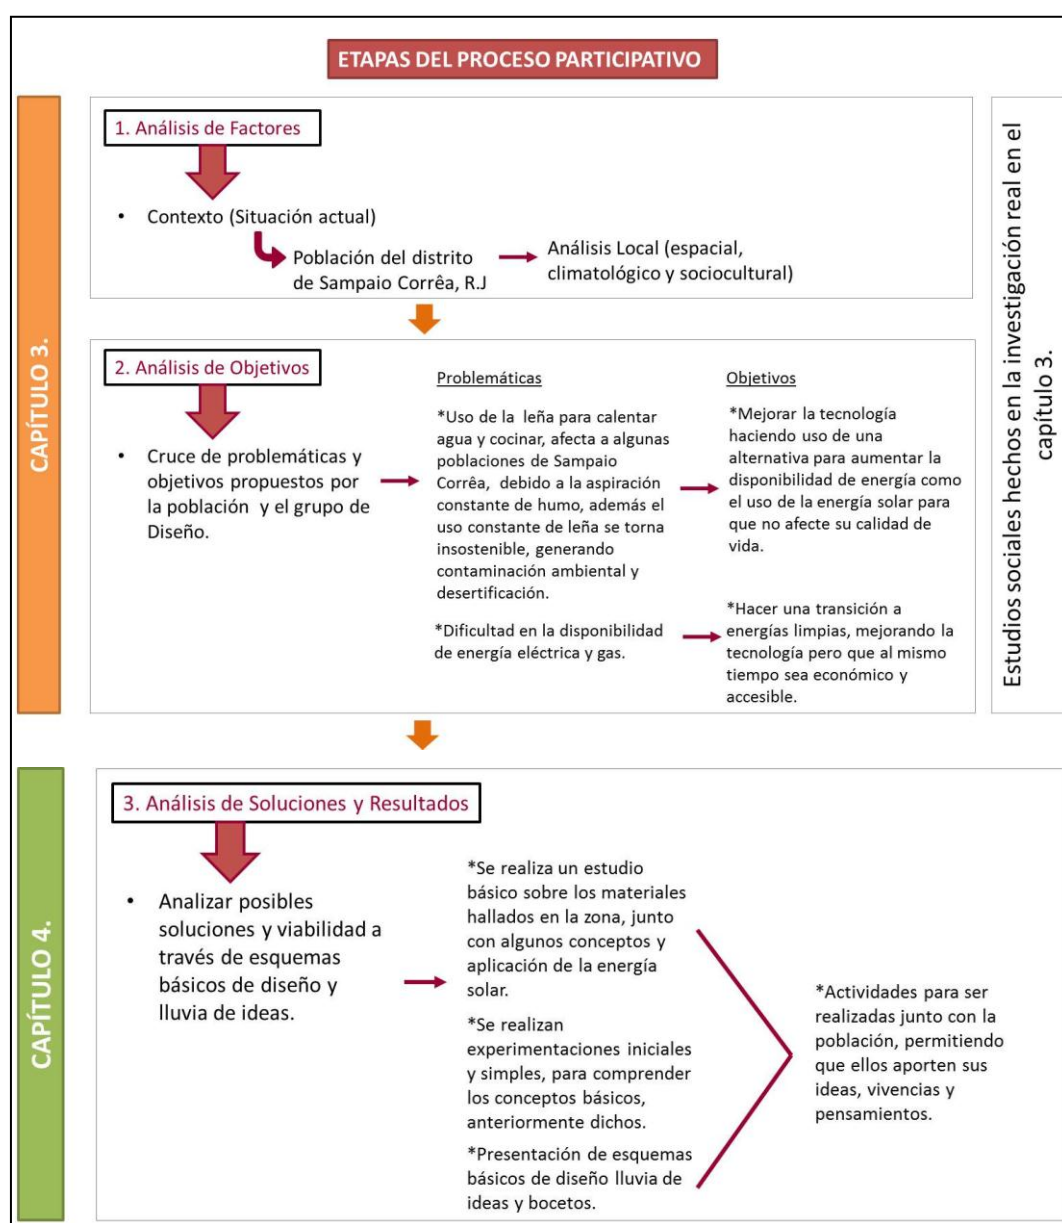 ETAPAS DEL PROCESO PARTICIPATIVO
CAPÍTULO 3.
1. Análisis de Factores
• Contexto (Situación actual)
Población del distrito
de Sampaio Corrêa, R.J
Análisis Local (espacial,
climatológico y sociocultural)
2. Análisis de Objetivos
• Cruce de problemáticas y
objetivos propuestos por
la población y el grupo de
Diseño.
Problemáticas
*Uso de la leña para calentar
agua y cocinar, afecta a algunas
poblaciones de Sampaio
Corrêa, debido a la aspiración
constante de humo, además el
uso constante de leña se torna
insostenible, generando
contaminación ambiental y
desertificación.
*Dificultad en la disponibilidad
de energía eléctrica y gas.
Objetivos
*Mejorar la tecnología
haciendo uso de una
alternativa para aumentar la
disponibilidad de energía como
el uso de la energía solar para
que no afecte su calidad de
vida.
*Hacer una transición a
energías limpias, mejorando la
tecnología pero que al mismo
tiempo sea económico y
accesible.
Estudios sociales hechos en la investigación real en el
capítulo 3.
CAPÍTULO 4.
3. Análisis de Soluciones y Resultados
• Analizar posibles
soluciones y viabilidad a
través de esquemas
básicos de diseño y
lluvia de ideas.
*Se realiza un estudio
básico sobre los materiales
hallados en la zona, junto
con algunos conceptos y
aplicación de la energía
solar.
*Se realizan
experimentaciones iniciales
y simples, para comprender
los conceptos básicos,
anteriormente dichos.
*Presentación de esquemas
básicos de diseño lluvia de
ideas y bocetos.
*Actividades para ser
realizadas junto con la
población, permitiendo
que ellos aporten sus
ideas, vivencias y
pensamientos.